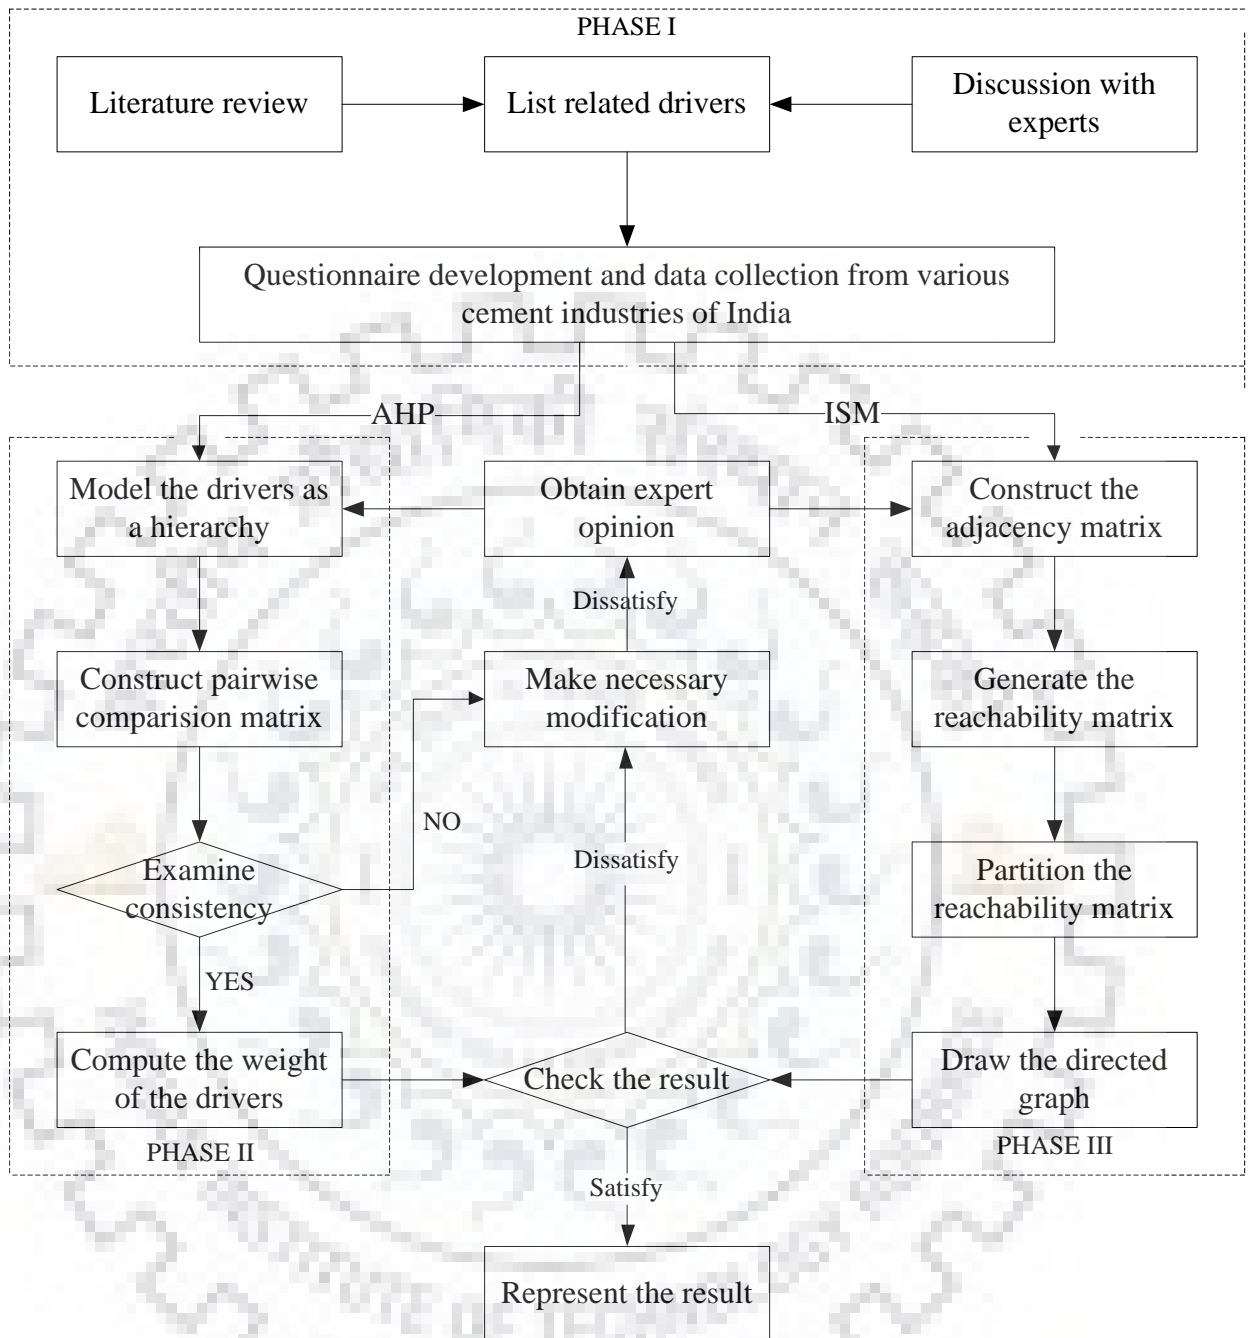 PHASE I
Literature review
List related drivers
Discussion with
experts
Questionnaire development and data collection from various
cement industries of India
AHP
ISM
Model the drivers as
a hierarchy
Obtain expert
opinion
Construct the
adjacency matrix
Dissatisfy
Construct pairwise
comparision matrix
Make necessary
modification
Generate the
reachability matrix
NO
Examine
consistency
Dissatisfy
Partition the
reachability matrix
YES
Compute the weight
of the drivers
Check the result
Draw the directed
graph
PHASE II
PHASE III
Satisfy
Represent the result